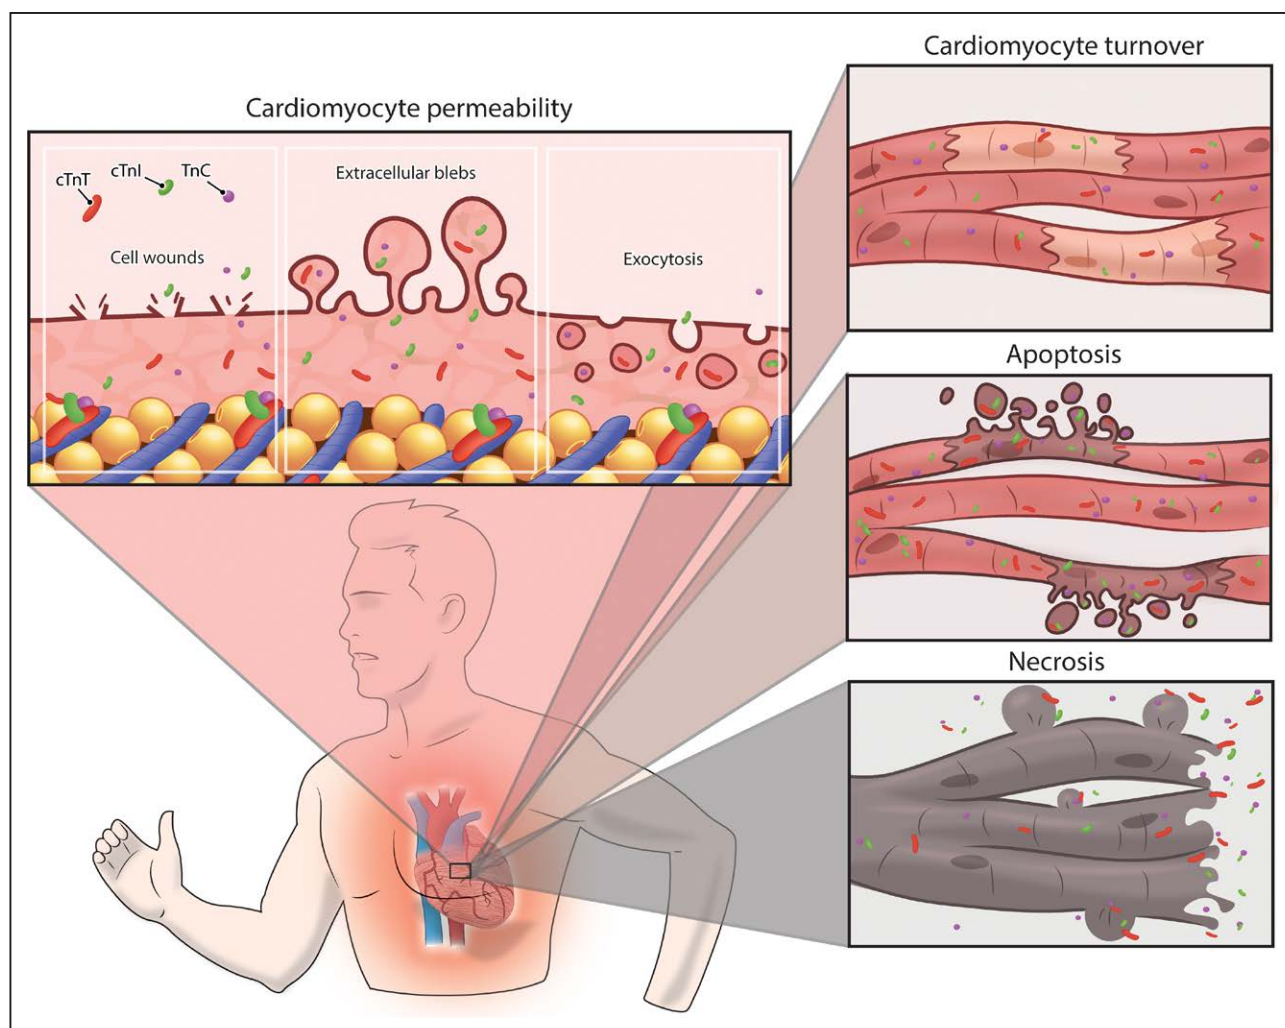 Cardiomyocyte permeability
cTnT
cTnI
TnC
Cell wounds
Extracellular blebs
Exocytosis
Cardiomyocyte turnover
Apoptosis
Necrosis